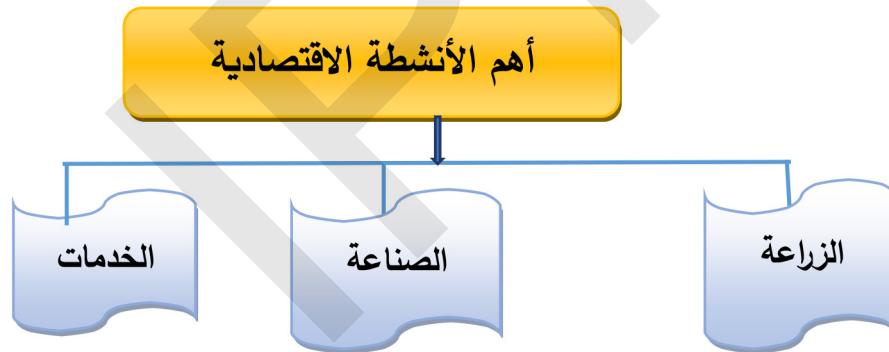 أهم الأنشطة الاقتصادية
الزراعة
الصناعة
الخدمات